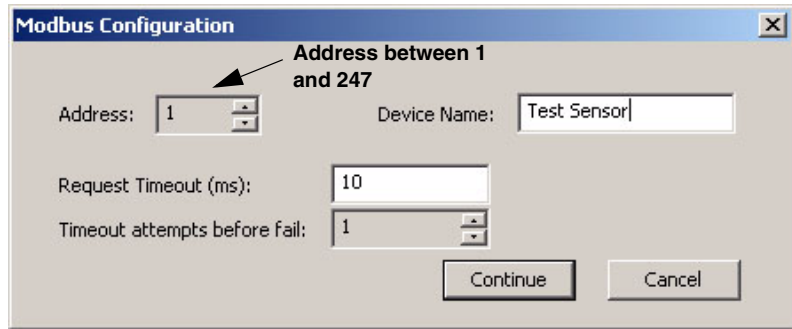 Modbus Configuration
Address between 1
and 247
Address: 1
Device Name: Test Sensor
Request Timeout (ms): 10
Timeout attempts before fail: 1
Continue
Cancel